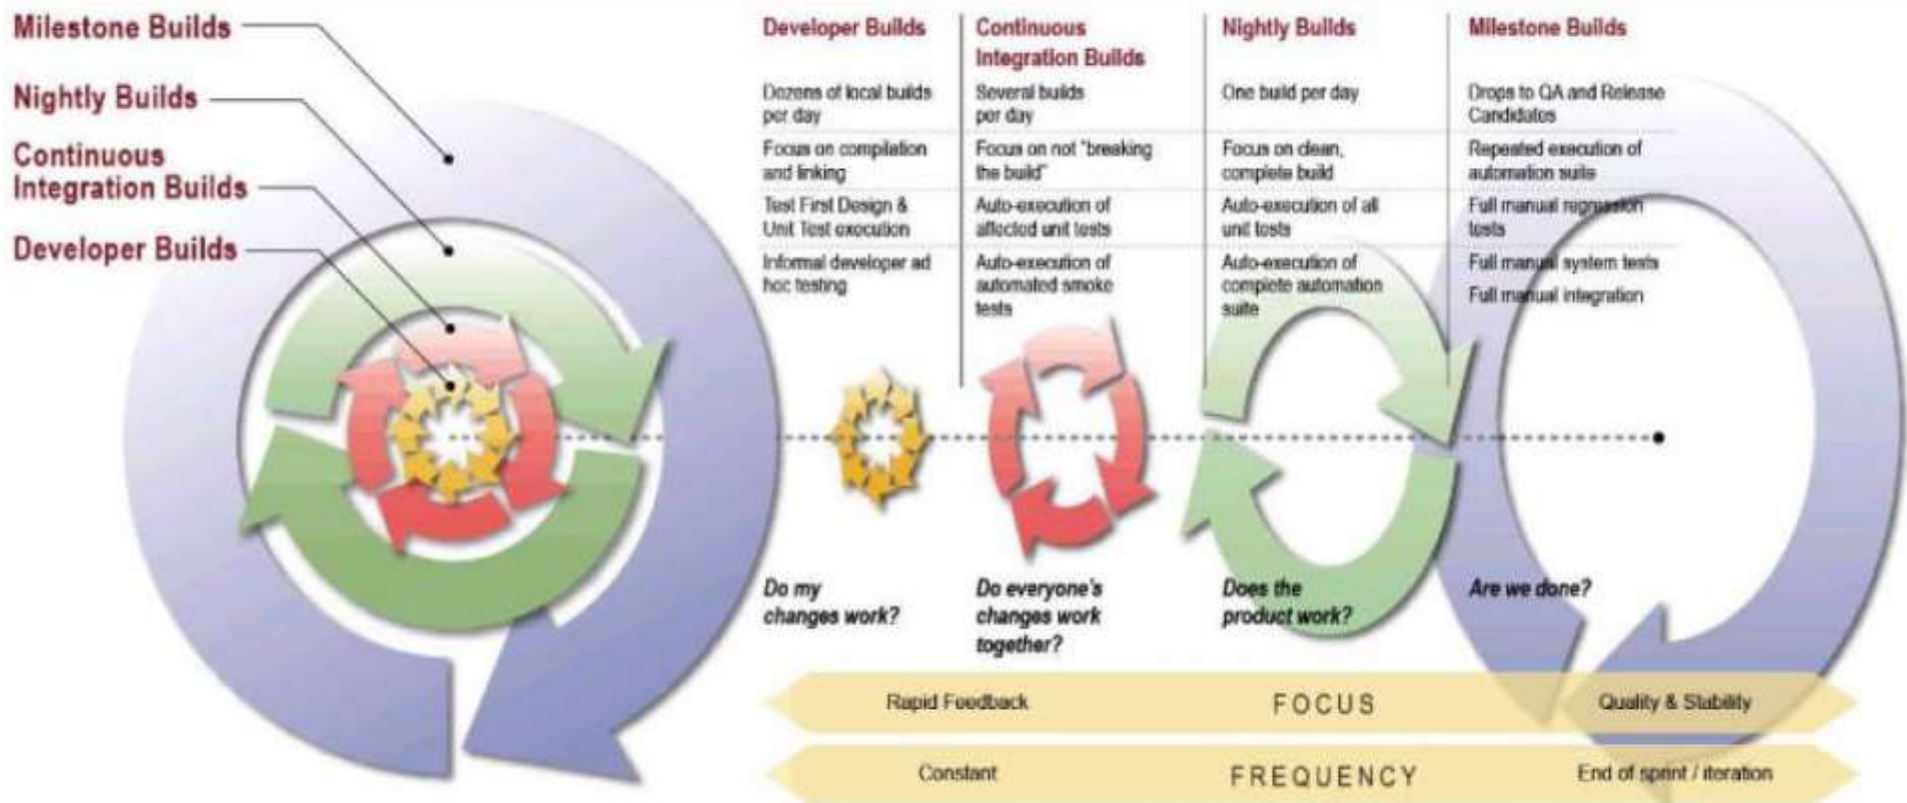 Milestone Builds
Nightly Builds
Continuous
Integration Builds
Developer Builds
Developer Builds
Dozens of local builds
per day
Focus on compilation
and linking
Test First Design &
Unit Test execution
Informal developer ad
hoc testing
Do my
changes work?
Continuous
Integration Builds
Several builds
per day
Focus on not "breaking
the build"
Auto-execution of
affected unit tests
Auto-execution of
automated smoke
tests
Do everyone's
changes work
together?
Nightly Builds
One build per day
Focus on clean,
complete build
Auto-execution of all
unit tests
Auto-execution of
complete automation
suite
Does the
product work?
Milestone Builds
Drops to QA and Release
Candidates
Repeated execution of
automation suite
Full manual regression
tests
Full manual system tests
Full manual integration
Are we done?
Rapid Feedback FOCUS Quality & Stability
Constant FREQUENCY End of sprint / iteration